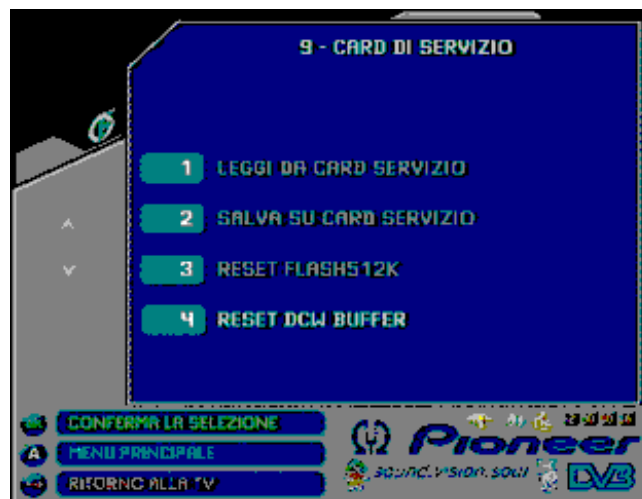 9 - CARD DI SERVIZIO
1 LEGGI DA CARD SERVIZIO
2 SALVA SU CARD SERVIZIO
3 RESET FLASH512K
4 RESET DCW BUFFER
OK CONFERMA LA SELEZIONE
A MENU PRINCIPALE
RITORNO ALLA TV
Pioneer
sound.vision.soul
DVB